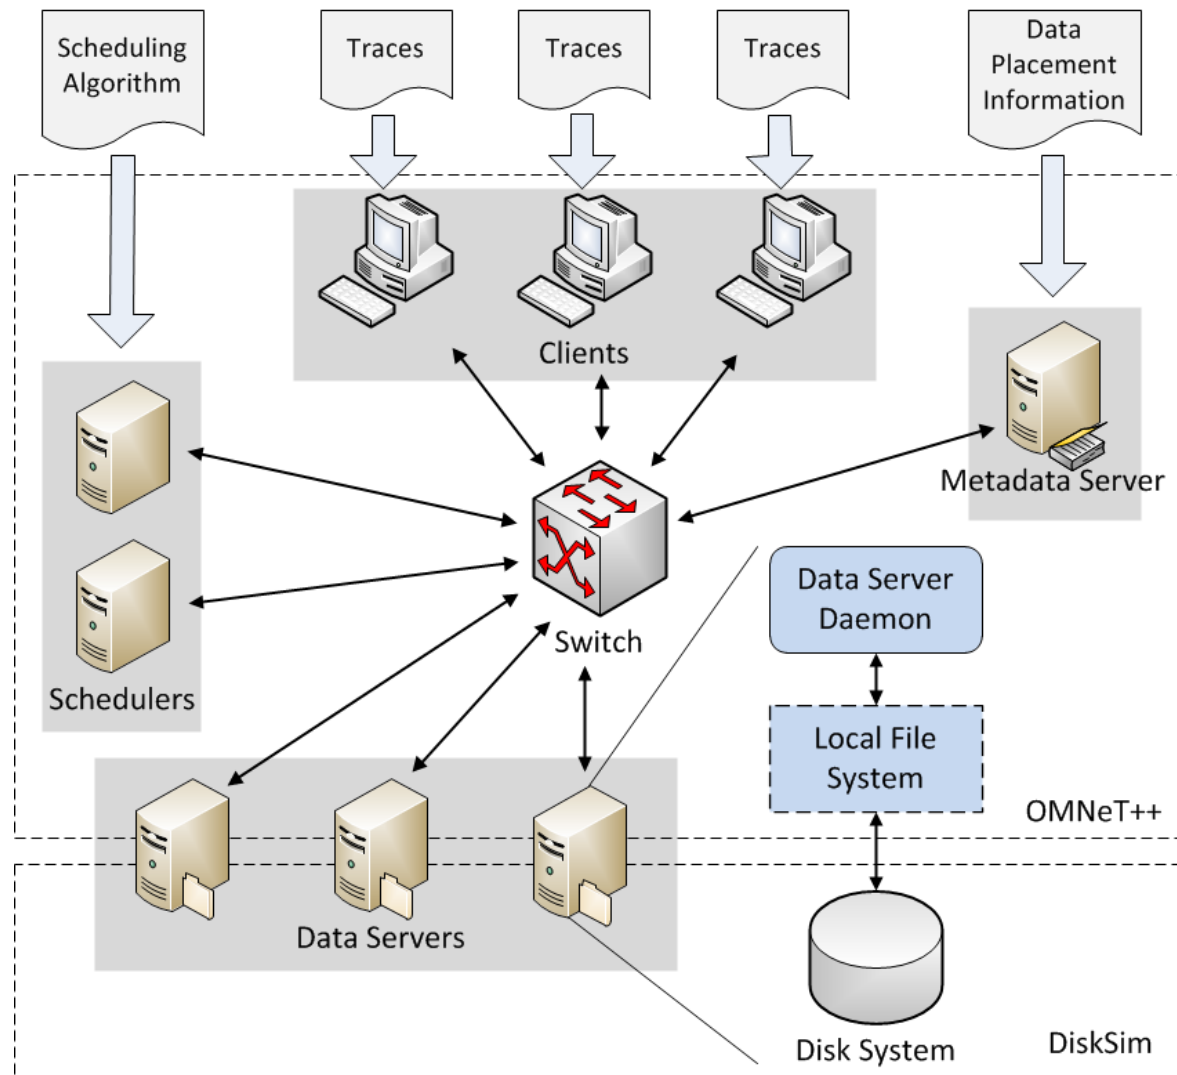 Scheduling
Algorithm
Traces
Traces
Traces
Data
Placement
Information
Clients
Metadata Server
Schedulers
Switch
Data Server
Daemon
Local File
System
OMNeT++
Data Servers
Disk System
DiskSim